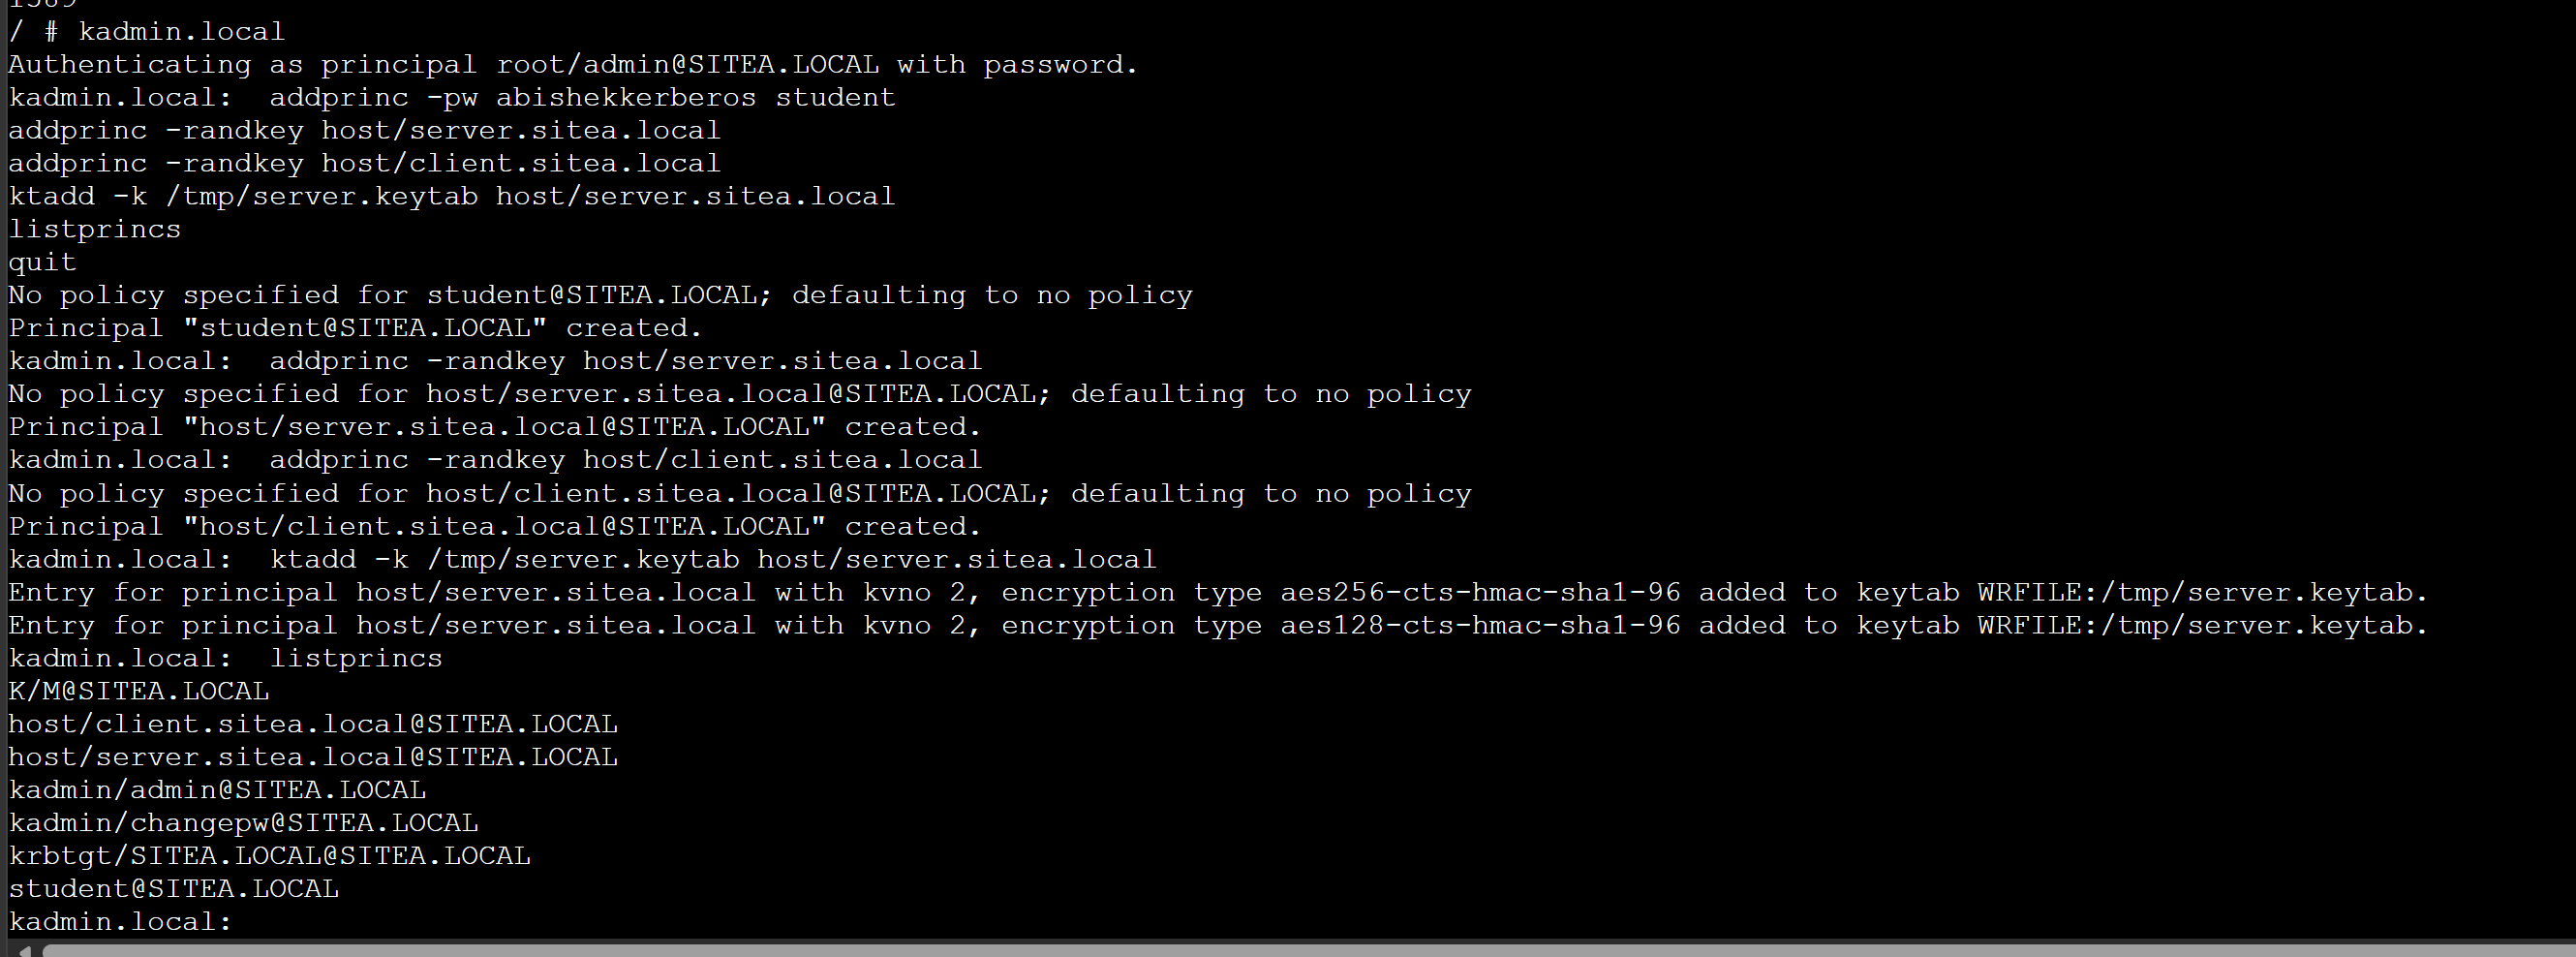 / # kadmin.local
Authenticating as principal root/admin@SITEA.LOCAL with password.
kadmin.local:  addprinc -pw abishekkerberos student
addprinc -randkey host/server.sitea.local
addprinc -randkey host/client.sitea.local
ktadd -k /tmp/server.keytab host/server.sitea.local
listprincs
quit
No policy specified for student@SITEA.LOCAL; defaulting to no policy
Principal "student@SITEA.LOCAL" created.
kadmin.local:  addprinc -randkey host/server.sitea.local
No policy specified for host/server.sitea.local@SITEA.LOCAL; defaulting to no policy
Principal "host/server.sitea.local@SITEA.LOCAL" created.
kadmin.local:  addprinc -randkey host/client.sitea.local
No policy specified for host/client.sitea.local@SITEA.LOCAL; defaulting to no policy
Principal "host/client.sitea.local@SITEA.LOCAL" created.
kadmin.local:  ktadd -k /tmp/server.keytab host/server.sitea.local
Entry for principal host/server.sitea.local with kvno 2, encryption type aes256-cts-hmac-sha1-96 added to keytab WRFILE:/tmp/server.keytab.
Entry for principal host/server.sitea.local with kvno 2, encryption type aes128-cts-hmac-sha1-96 added to keytab WRFILE:/tmp/server.keytab.
kadmin.local:  listprincs
K/M@SITEA.LOCAL
host/client.sitea.local@SITEA.LOCAL
host/server.sitea.local@SITEA.LOCAL
kadmin/admin@SITEA.LOCAL
kadmin/changepw@SITEA.LOCAL
krbtgt/SITEA.LOCAL@SITEA.LOCAL
student@SITEA.LOCAL
kadmin.local: